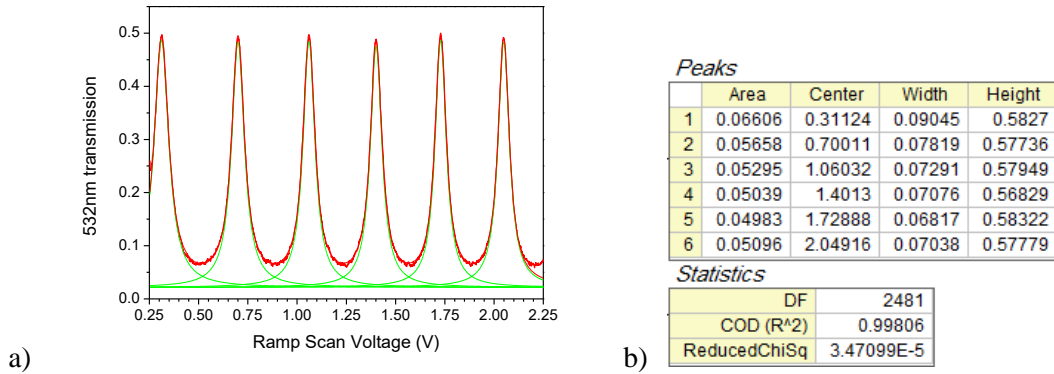 0.5
0.4
0.3
0.2
0.1
0.0
532nm transmission
0.25 0.50 0.75 1.00 1.25 1.50 1.75 2.00 2.25
Ramp Scan Voltage (V)
a)
b)
Peaks
Area Center Width Height
1 0.06606 0.31124 0.09045 0.5827
2 0.05658 0.70011 0.07819 0.57736
3 0.05295 1.06032 0.07291 0.57949
4 0.05039 1.4013 0.07076 0.56829
5 0.04983 1.72888 0.06817 0.58322
6 0.05096 2.04916 0.07038 0.57779
Statistics
DF 2481
COD (R^2) 0.99806
ReducedChiSq 3.47099E-5